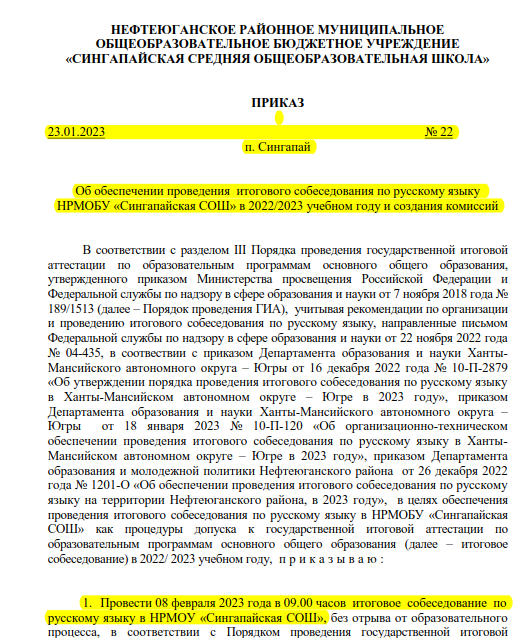 НЕФТЕЮГАНСКОЕ РАЙОННОЕ МУНИЦИПАЛЬНОЕ
ОБЩЕОБРАЗОВАТЕЛЬНОЕ БЮДЖЕТНОЕ УЧРЕЖДЕНИЕ
«СИНГАПАЙСКАЯ СРЕДНЯЯ ОБЩЕОБРАЗОВАТЕЛЬНАЯ ШКОЛА»
ПРИКАЗ
23.01.2023 № 22
п. Сингапай
Об обеспечении проведения итогового собеседования по русскому языку
НРМОБУ «Сингапайская СОШ» в 2022/2023 учебном году и создания комиссий
В соответствии с разделом III Порядка проведения государственной итоговой
аттестации по образовательным программам основного общего образования,
утвержденного приказом Министерства просвещения Российской Федерации и
Федеральной службы по надзору в сфере образования и науки от 7 ноября 2018 года №
189/1513 (далее – Порядок проведения ГИА), учитывая рекомендации по организации
и проведению итогового собеседования по русскому языку, направленные письмом
Федеральной службы по надзору в сфере образования и науки от 22 ноября 2022 года
№ 04-435, в соотвествии с приказом Департамента образования и науки Ханты-
Мансийского автономного округа – Югры от 16 декабря 2022 года № 10-П-2879
«Об утверждении порядка проведения итогового собеседования по русскому языку
в Ханты-Мансийском автономном округе – Югре в 2023 году», приказом
Департамента образования и науки Ханты-Мансийского автономного округа –
Югры от 18 января 2023 № 10-П-120 «Об организационно-техническом
обеспечении проведения итогового собеседования по русскому языку в Ханты-
Мансийском автономном округе – Югре в 2023 году», приказом Департамента
образования и молодежной политики Нефтеюганского района от 26 декабря 2022
года № 1201-О «Об обеспечении проведения итогового собеседования по русскому
языку на территории Нефтеюганского района, в 2023 году», в целях обеспечения
проведения итогового собеседования по русскому языку в НРМОБУ «Сингапайская
СОШ» как процедуры допуска к государственной итоговой аттестации по
образовательным программам основного общего образования (далее – итоговое
собеседование) в 2022/ 2023 учебном году, п р и к а з ы в а ю :
1. Провести 08 февраля 2023 года в 09.00 часов итоговое собеседование по
русскому языку в НРМОУ «Сингапайская СОШ», без отрыва от образовательного
процесса, в соответствии с Порядком проведения государственной итоговой